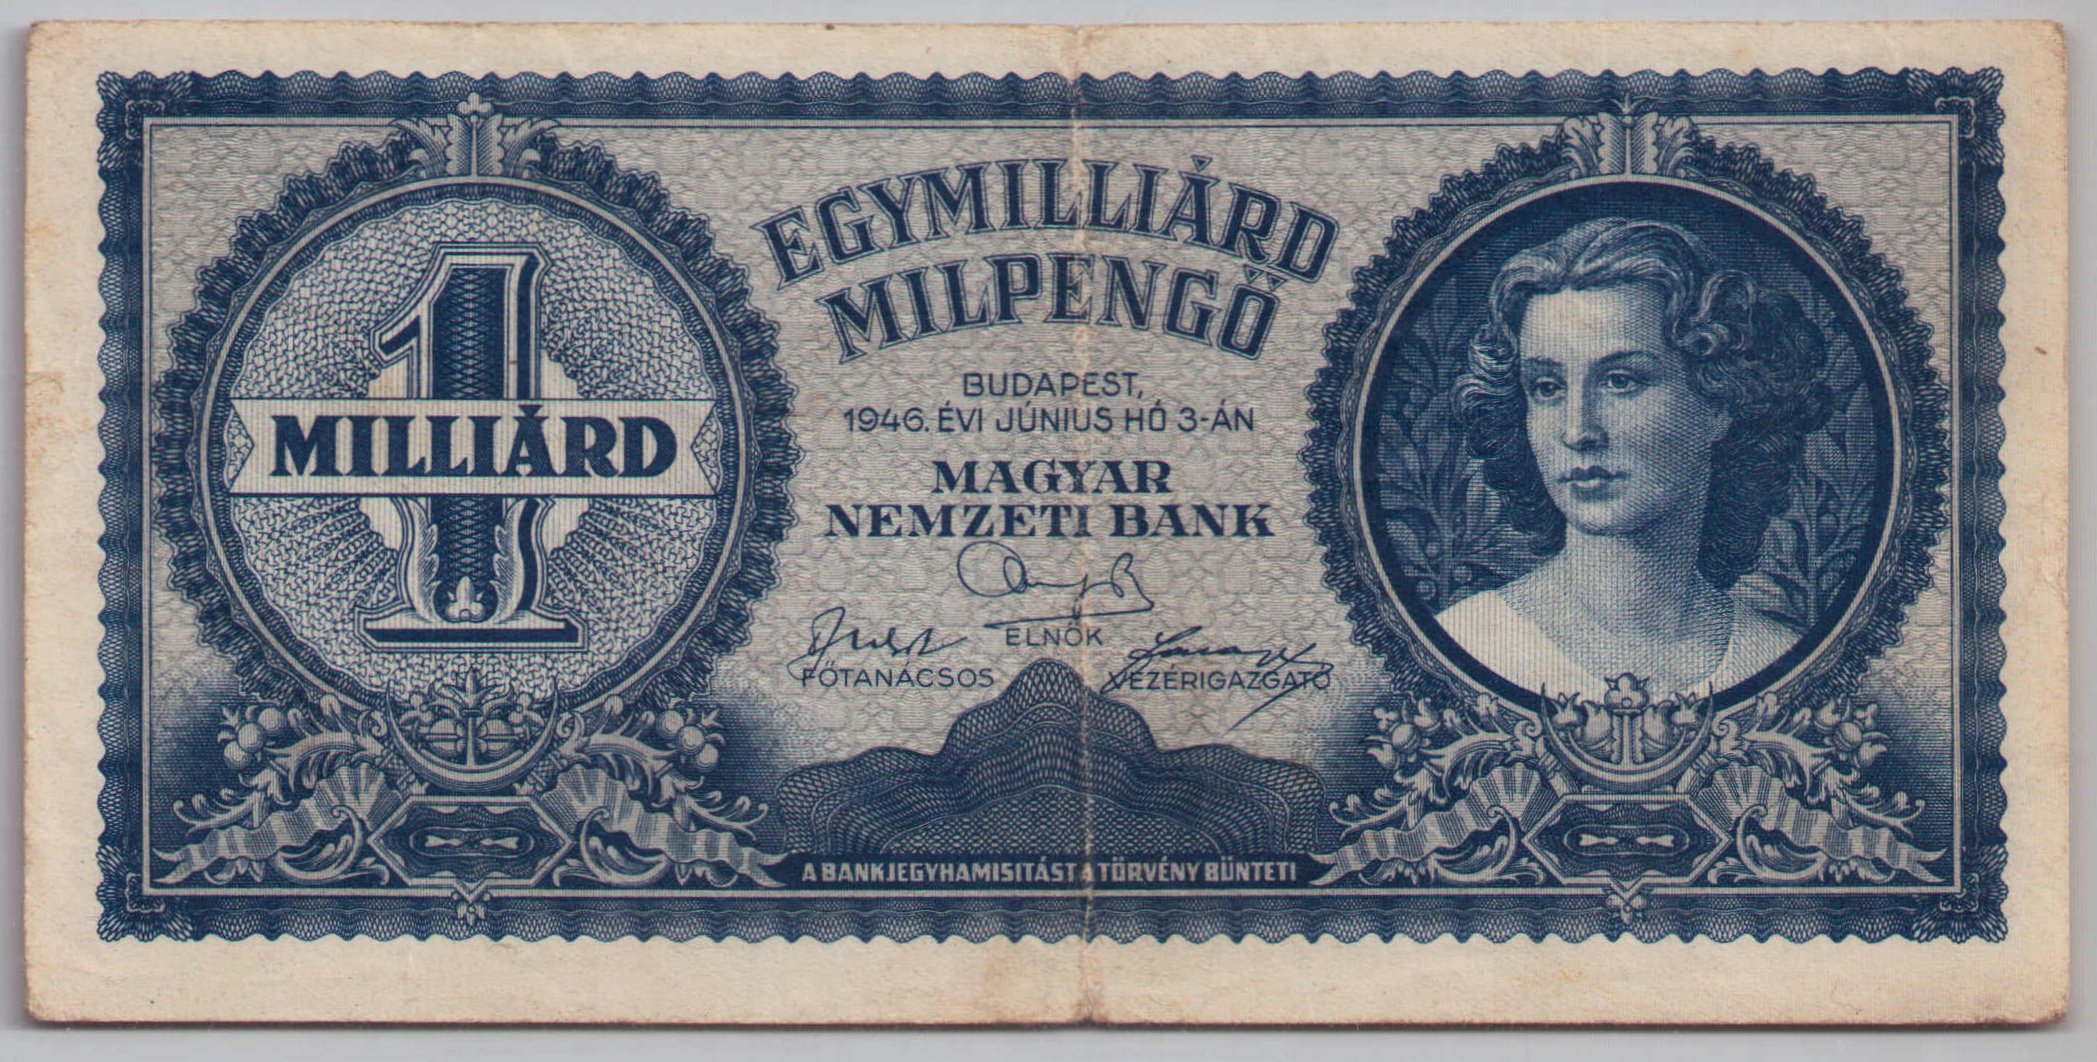 1
MILLIÁRD
EGYMILLIÁRD
MILPENGŐ
BUDAPEST,
1946. ÉVI JÚNIUS HÓ 3-ÁN
MAGYAR
NEMZETI BANK
ELNÖK
FŐTANÁCSOS
VEZÉRIGAZGATÓ
A BANKJEGYHAMISITÁST A TÖRVÉNY BÜNTETI